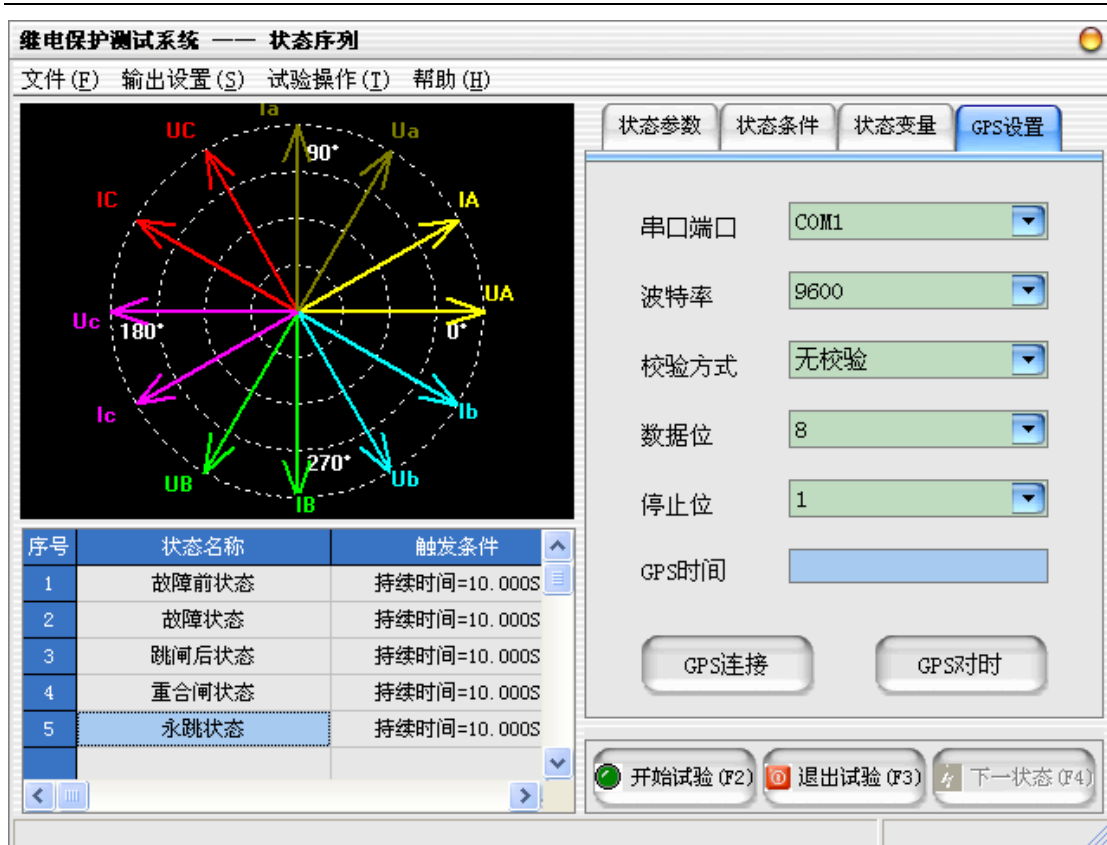 继电保护测试系统 —— 状态序列
文件(F) 输出设置(S) 试验操作(T) 帮助(H)
Ia
UC
Ua
90°
IC
IA
UA
Uc
180°
0°
Ic
Ib
270°
UB
Ub
IB
序号 状态名称 触发条件
1 故障前状态 持续时间=10.000S
2 故障状态 持续时间=10.000S
3 跳闸后状态 持续时间=10.000S
4 重合闸状态 持续时间=10.000S
5 永跳状态 持续时间=10.000S
状态参数 状态条件 状态变量 GPS设置
串口端口 COM1
波特率 9600
校验方式 无校验
数据位 8
停止位 1
GPS时间
GPS连接 GPS对时
开始试验(F2) 退出试验(F3) 下一状态(F4)